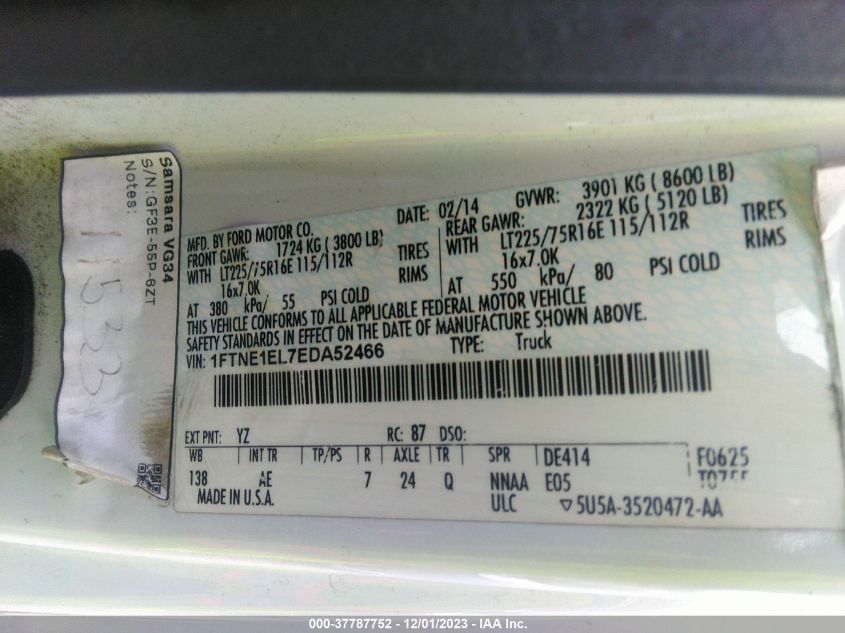 Samsara VG34
S/N:GF3E-55P-6ZT
Notes:
MFD. BY FORD MOTOR CO.
DATE: 02/14 GVWR: 3901 KG ( 8600 LB)
FRONT GAWR: 1724 KG ( 3800 LB)
REAR GAWR: 2322 KG ( 5120 LB)
WITH LT225/75R16E 115/112R TIRES
WITH LT225/75R16E 115/112R TIRES
16x7.0K RIMS
16x7.0K RIMS
AT 380 kPa/ 55 PSI COLD
AT 550 kPa/ 80 PSI COLD
THIS VEHICLE CONFORMS TO ALL APPLICABLE FEDERAL MOTOR VEHICLE
SAFETY STANDARDS IN EFFECT ON THE DATE OF MANUFACTURE SHOWN ABOVE.
VIN: 1FTNE1EL7EDA52466 TYPE: Truck
EXT PNT: YZ RC: 87 DSO:
WB INT TR TP/PS R AXLE TR SPR DE414 F0625
138 AE 7 24 Q NNAA E05
MADE IN U.S.A. ULC 5U5A-3520472-AA
000-37787752 - 12/01/2023 - IAA Inc.